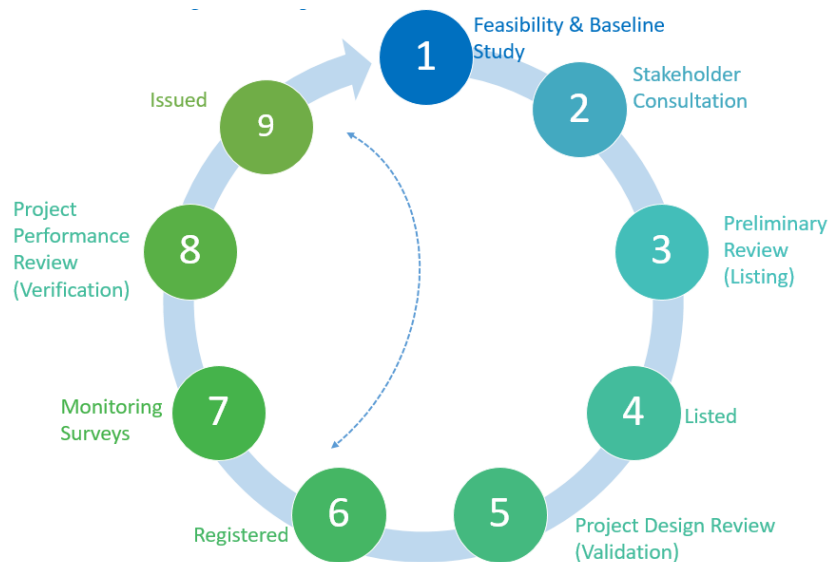 1
Feasibility & Baseline
Study
2
Stakeholder
Consultation
3
Preliminary
Review
(Listing)
4
Listed
5
Project Design Review
(Validation)
6
Registered
7
Monitoring
Surveys
8
Project
Performance
Review
(Verification)
9
Issued